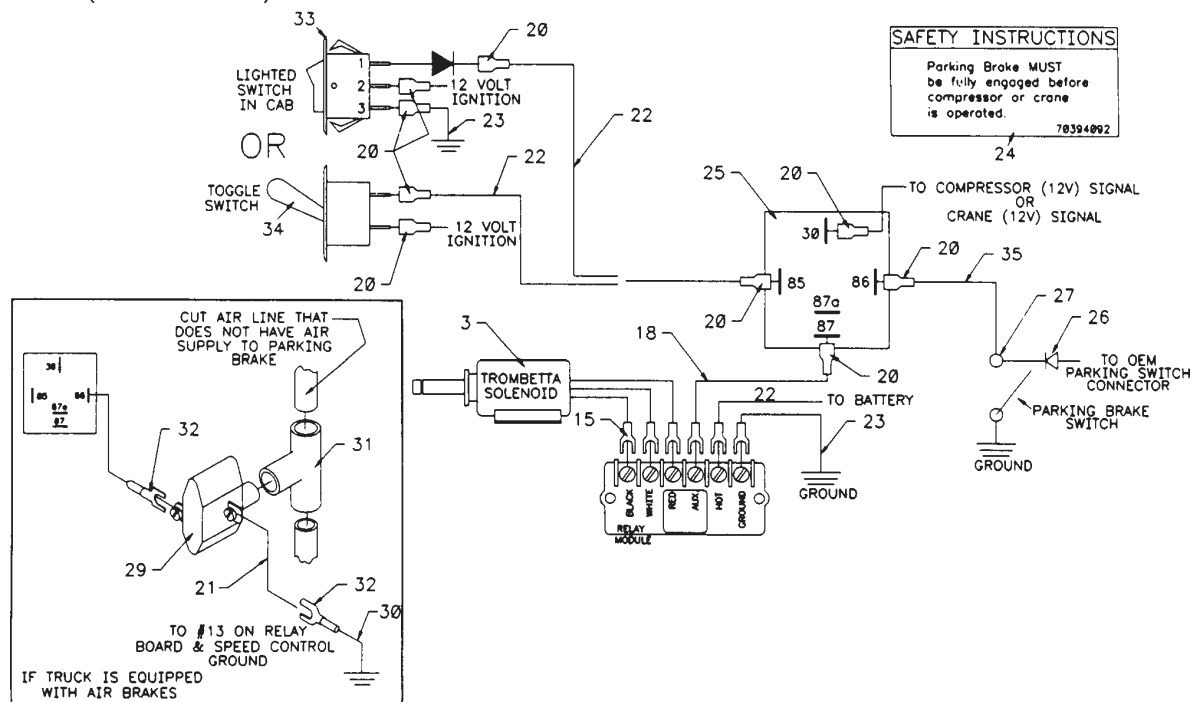 33
20
LIGHTED
SWITCH
IN CAB
1
2
3
12 VOLT
IGNITION
23
20
22
OR
22
TOGGLE
SWITCH
34
12 VOLT
IGNITION
20
SAFETY INSTRUCTIONS
Parking Brake MUST
be fully engaged before
compressor or crane
is operated.
70394092
24
25
20
TO COMPRESSOR (12V) SIGNAL
OR
CRANE (12V) SIGNAL
30
20
35
85
86
87a
87
20
20
27
26
TO OEM
PARKING SWITCH
CONNECTOR
PARKING BRAKE
SWITCH
GROUND
3
18
TROMBETTA
SOLENOID
22
TO BATTERY
15
23
GROUND
BLACK
WHITE
RED
AUX.
HOT
GROUND
RELAY
MODULE
CUT AIR LINE THAT
DOES NOT HAVE AIR
SUPPLY TO PARKING
BRAKE
30
85
86
87a
87
32
31
29
21
32
30
TO #13 ON RELAY
BOARD & SPEED CONTROL
GROUND
IF TRUCK IS EQUIPPED
WITH AIR BRAKES